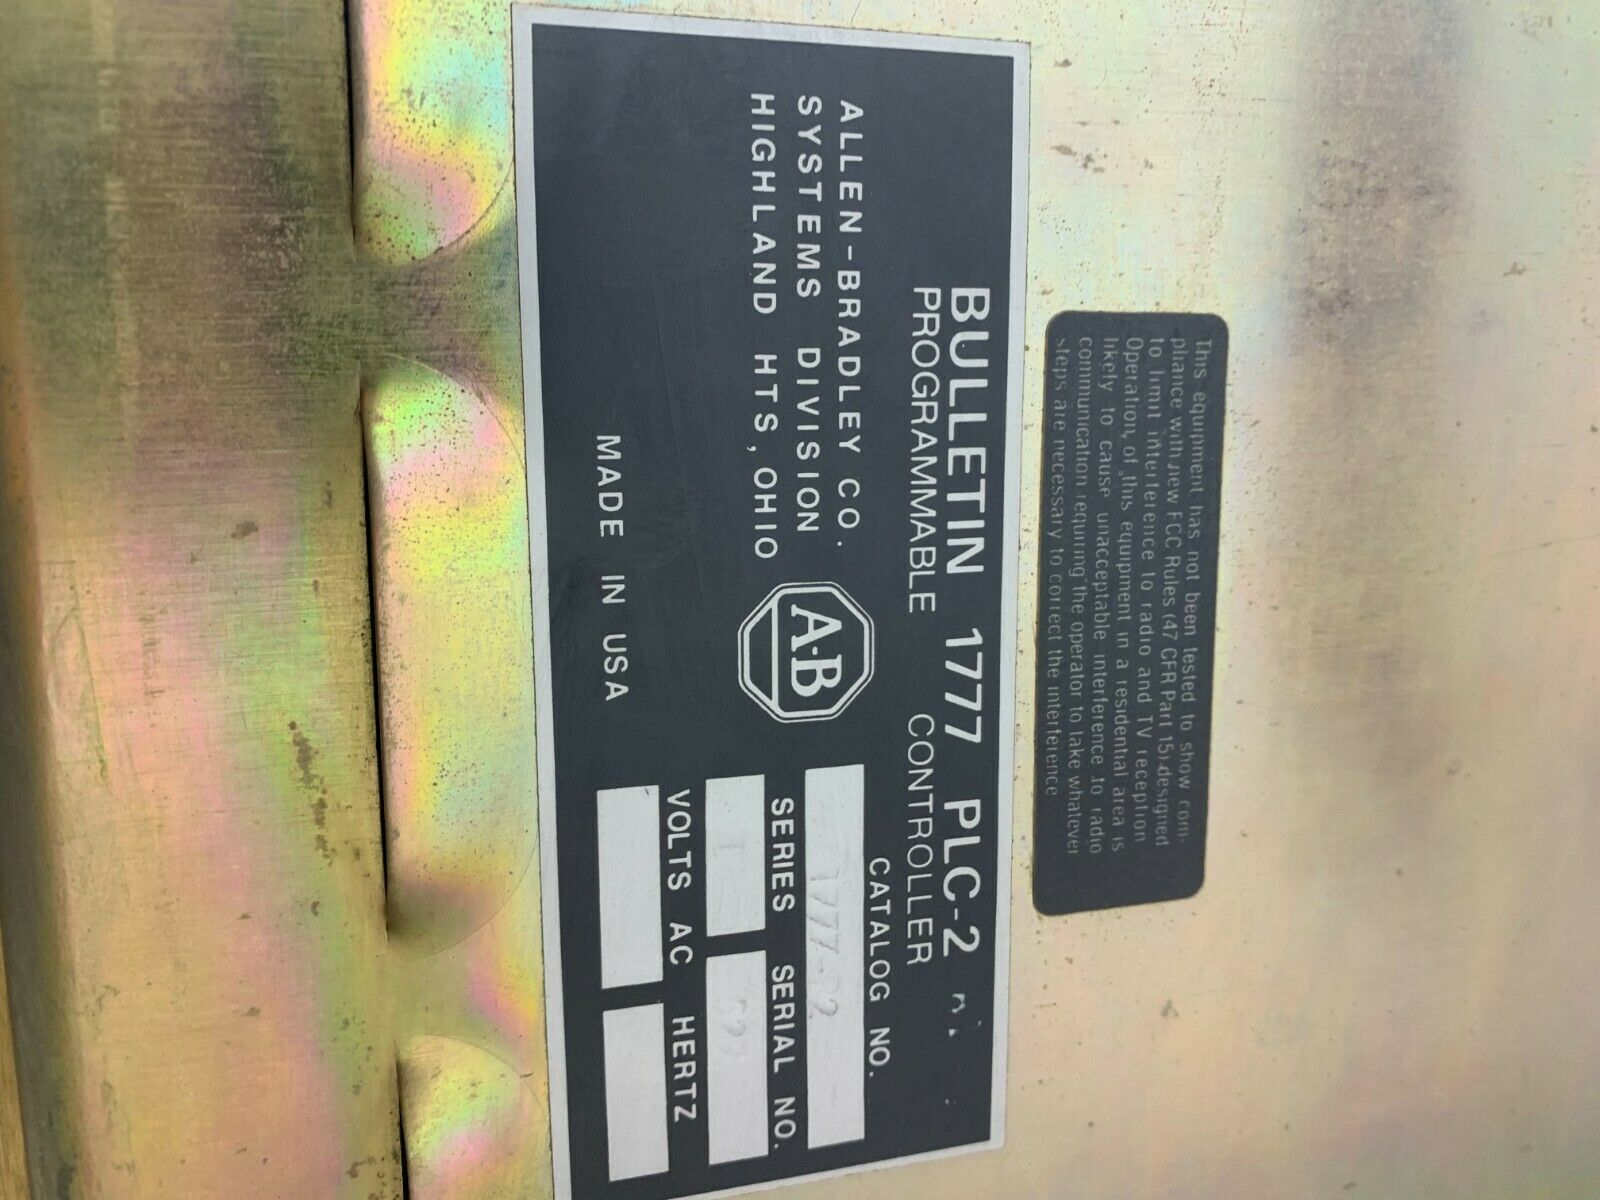 This equipment has not been tested to show com-
pliance with new FCC Rules (47 CFR Part 15) designed
to limit interference to radio and TV reception
Operation, of this equipment in a residential area is
likely to cause unacceptable interference to radio
communication requiring the operator to take whatever
steps are necessary to correct the interference
BULLETIN 1777 PLC-2
PROGRAMMABLE CONTROLLER
ALLEN-BRADLEY CO.
SYSTEMS DIVISION
HIGHLAND HTS, OHIO
A·B
CATALOG NO.
SERIES SERIAL NO.
VOLTS AC HERTZ
MADE IN USA